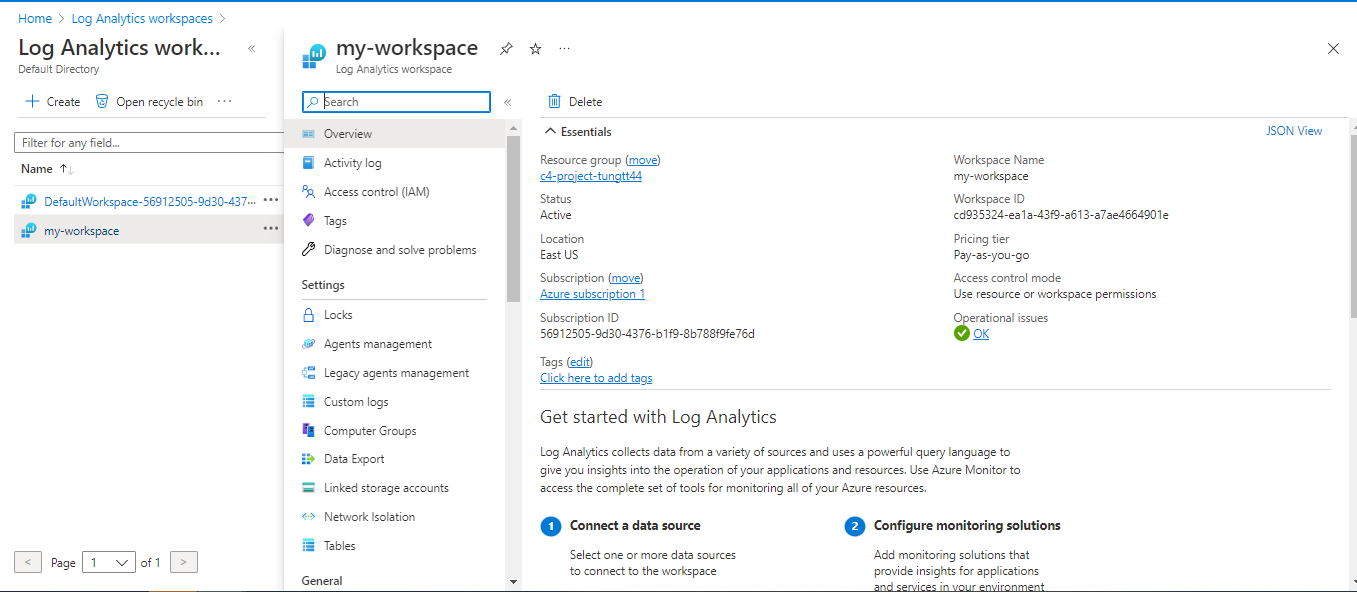 Home > Log Analytics workspaces >
Log Analytics work... «
Default Directory
Create Open recycle bin ...
Filter for any field...
Name ↑↓
DefaultWorkspace-56912505-9d30-437... ...
my-workspace ...
< Page 1 of 1 >
my-workspace ...
Log Analytics workspace
Search «
Overview
Activity log
Access control (IAM)
Tags
Diagnose and solve problems
Settings
Locks
Agents management
Legacy agents management
Custom logs
Computer Groups
Data Export
Linked storage accounts
Network Isolation
Tables
General
Delete
Essentials
JSON View
Resource group (move)
c4-project-tungtt44
Status
Active
Location
East US
Subscription (move)
Azure subscription 1
Subscription ID
56912505-9d30-4376-b1f9-8b788f9fe76d
Tags (edit)
Click here to add tags
Workspace Name
my-workspace
Workspace ID
cd935324-ea1a-43f9-a613-a7ae4664901e
Pricing tier
Pay-as-you-go
Access control mode
Use resource or workspace permissions
Operational issues
OK
Get started with Log Analytics
Log Analytics collects data from a variety of sources and uses a powerful query language to
give you insights into the operation of your applications and resources. Use Azure Monitor to
access the complete set of tools for monitoring all of your Azure resources.
1 Connect a data source
Select one or more data sources
to connect to the workspace
2 Configure monitoring solutions
Add monitoring solutions that
provide insights for applications
and services in your environment